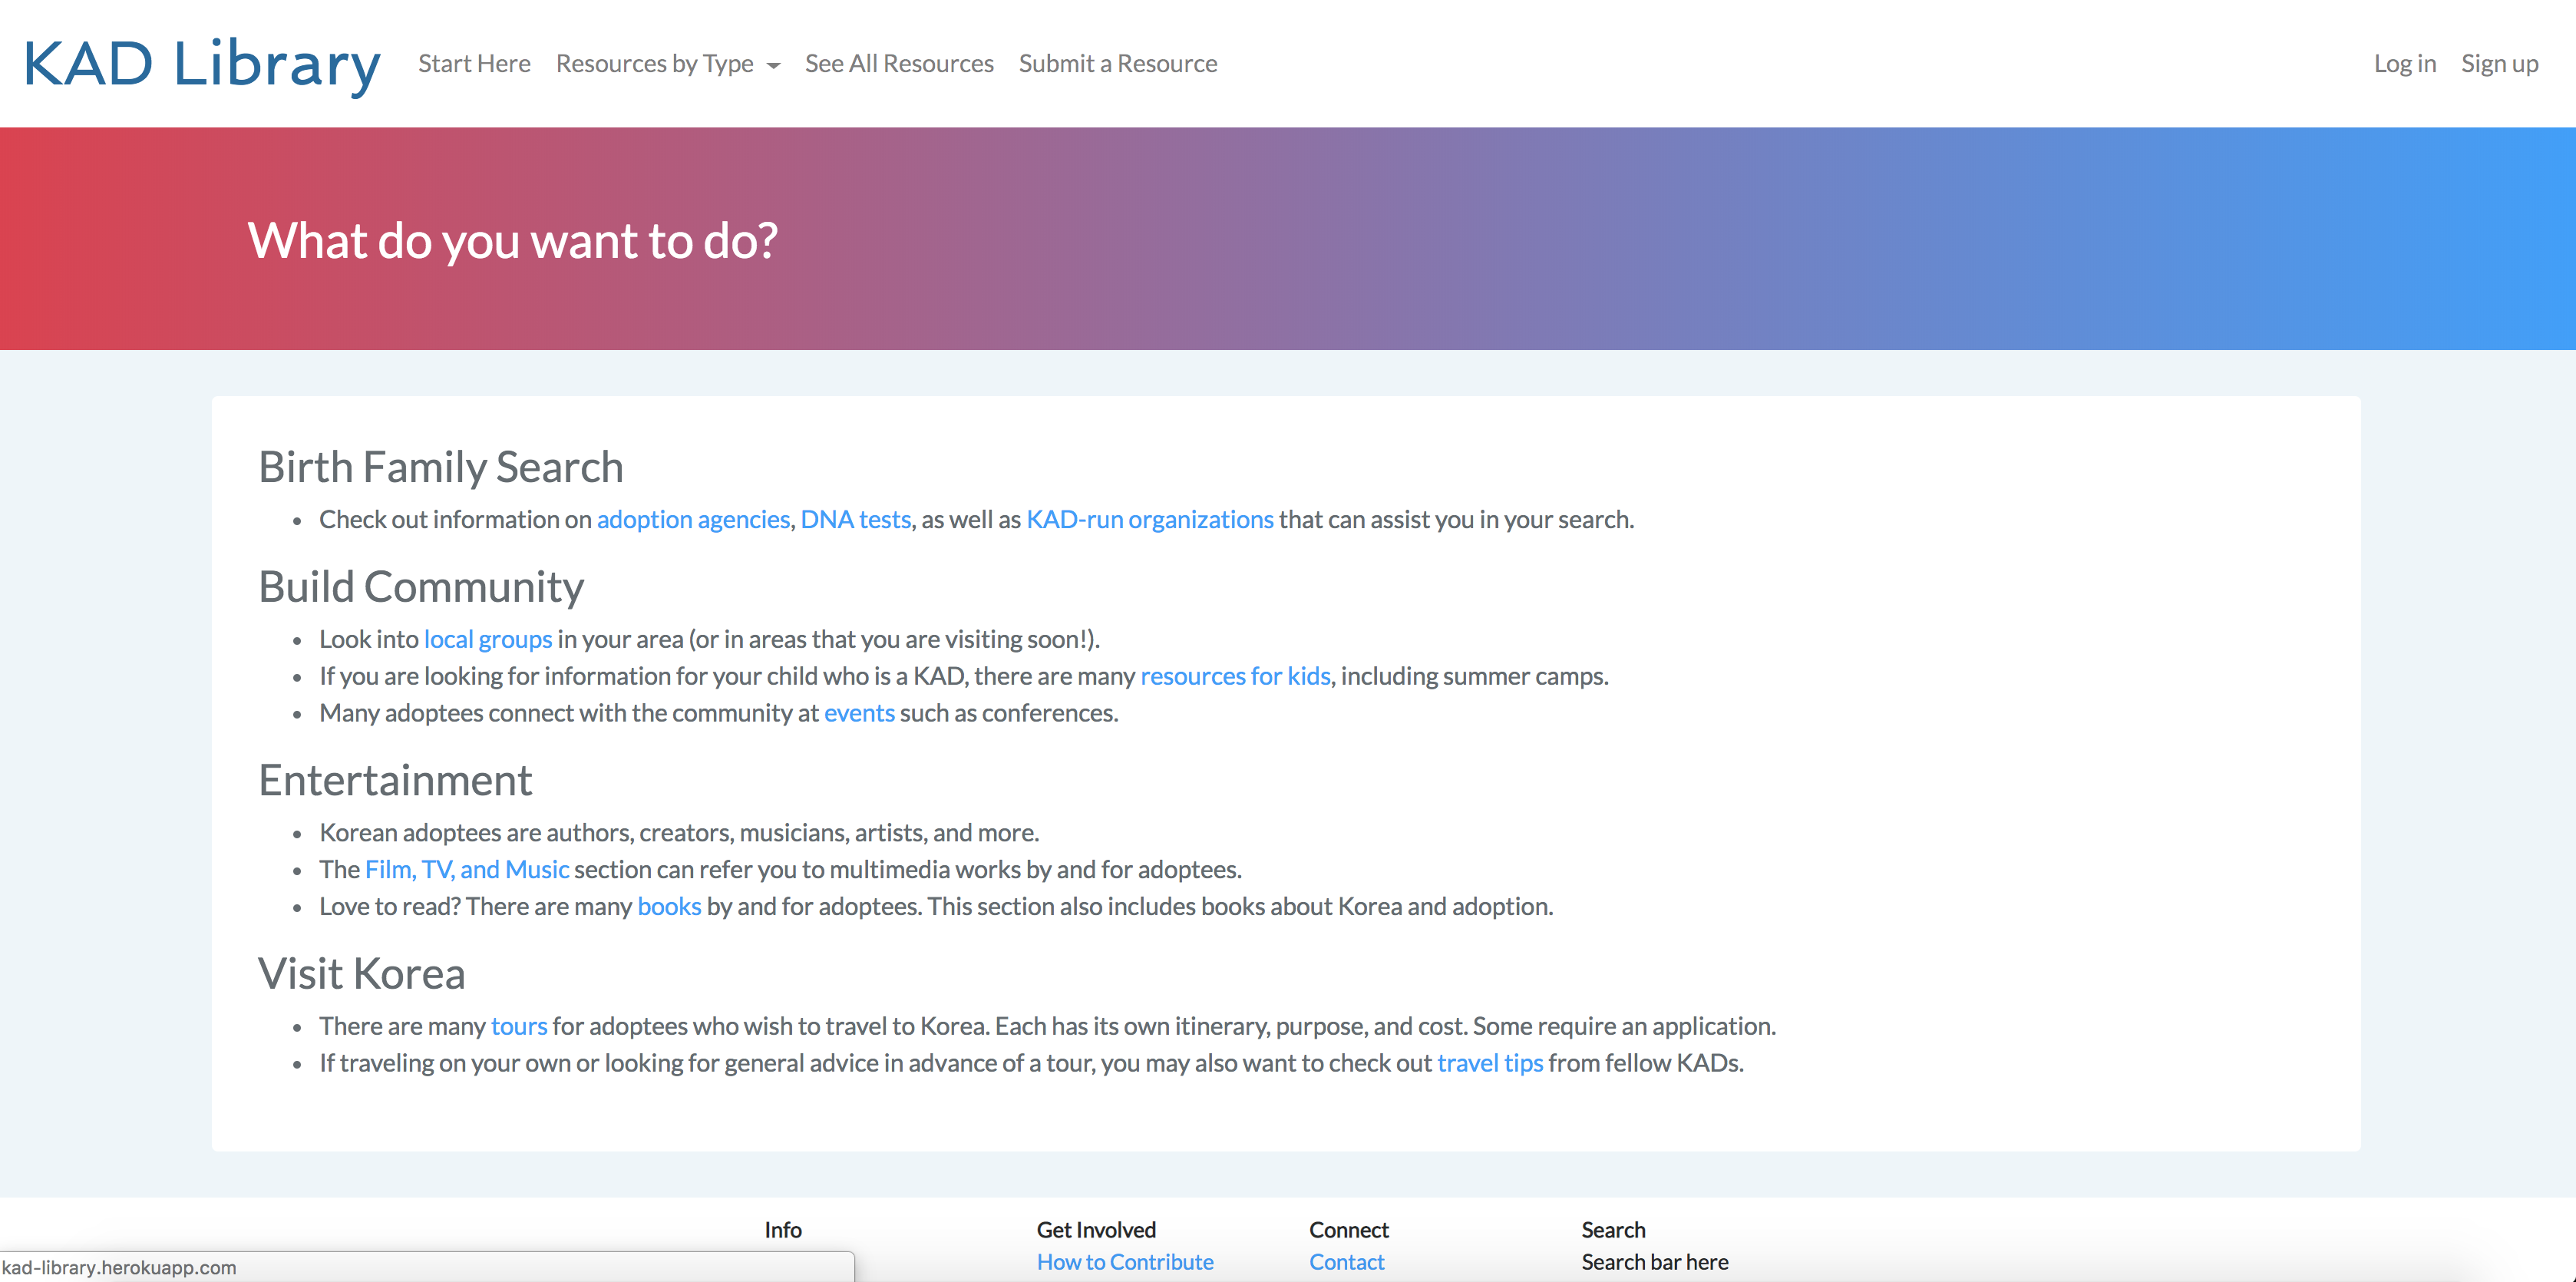 KAD Library
Start Here
Resources by Type
See All Resources
Submit a Resource
Log in
Sign up
What do you want to do?
Birth Family Search
• Check out information on adoption agencies, DNA tests, as well as KAD-run organizations that can assist you in your search.
Build Community
• Look into local groups in your area (or in areas that you are visiting soon!).
• If you are looking for information for your child who is a KAD, there are many resources for kids, including summer camps.
• Many adoptees connect with the community at events such as conferences.
Entertainment
• Korean adoptees are authors, creators, musicians, artists, and more.
• The Film, TV, and Music section can refer you to multimedia works by and for adoptees.
• Love to read? There are many books by and for adoptees. This section also includes books about Korea and adoption.
Visit Korea
• There are many tours for adoptees who wish to travel to Korea. Each has its own itinerary, purpose, and cost. Some require an application.
• If traveling on your own or looking for general advice in advance of a tour, you may also want to check out travel tips from fellow KADs.
Info
Get Involved
How to Contribute
Connect
Contact
Search
Search bar here
kad-library.herokuapp.com